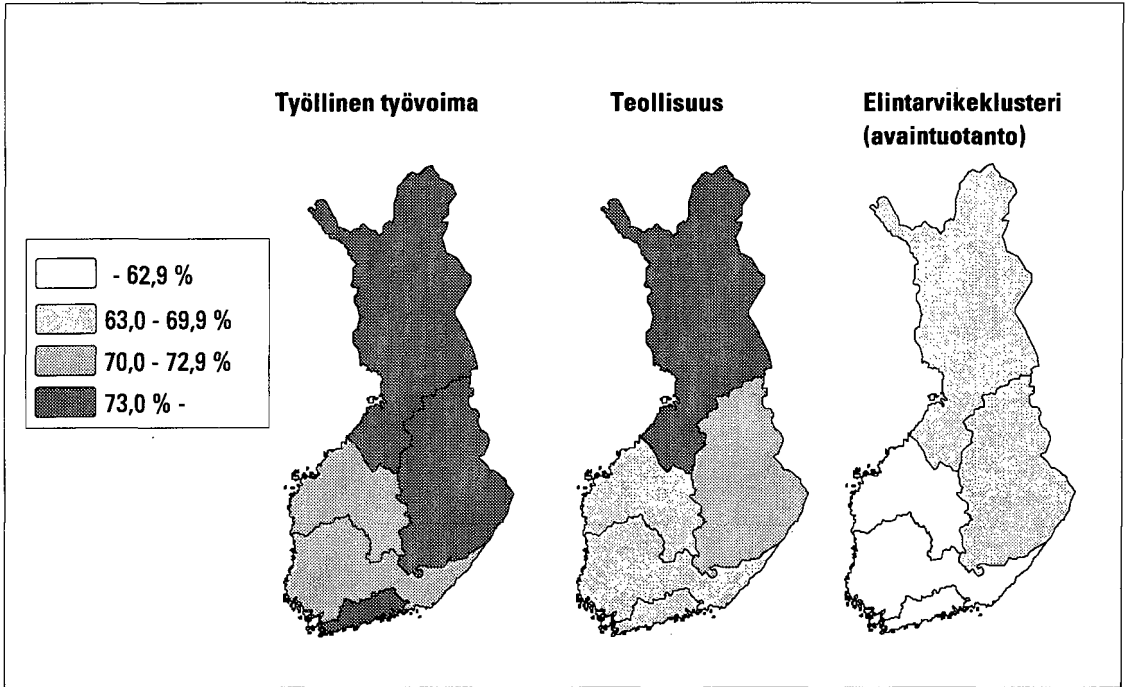 Työllinen työvoima
Teollisuus
Elintarvikeklusteri
(avaintuotanto)
- 62,9 %
63,0 - 69,9 %
70,0 - 72,9 %
73,0 % -